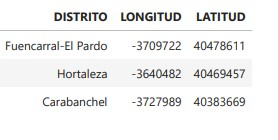 DISTRITO LONGITUD LATITUD
Fuencarral-El Pardo -3709722 40478611
Hortaleza -3640482 40469457
Carabanchel -3727989 40383669